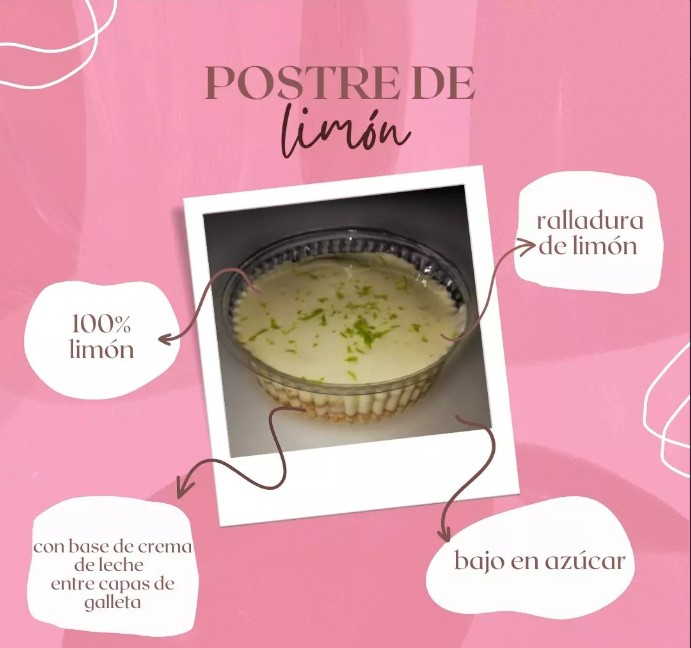 POSTRE DE
limón
ralladura
de limón
100%
limón
con base de crema
de leche
entre capas de
galleta
bajo en azúcar